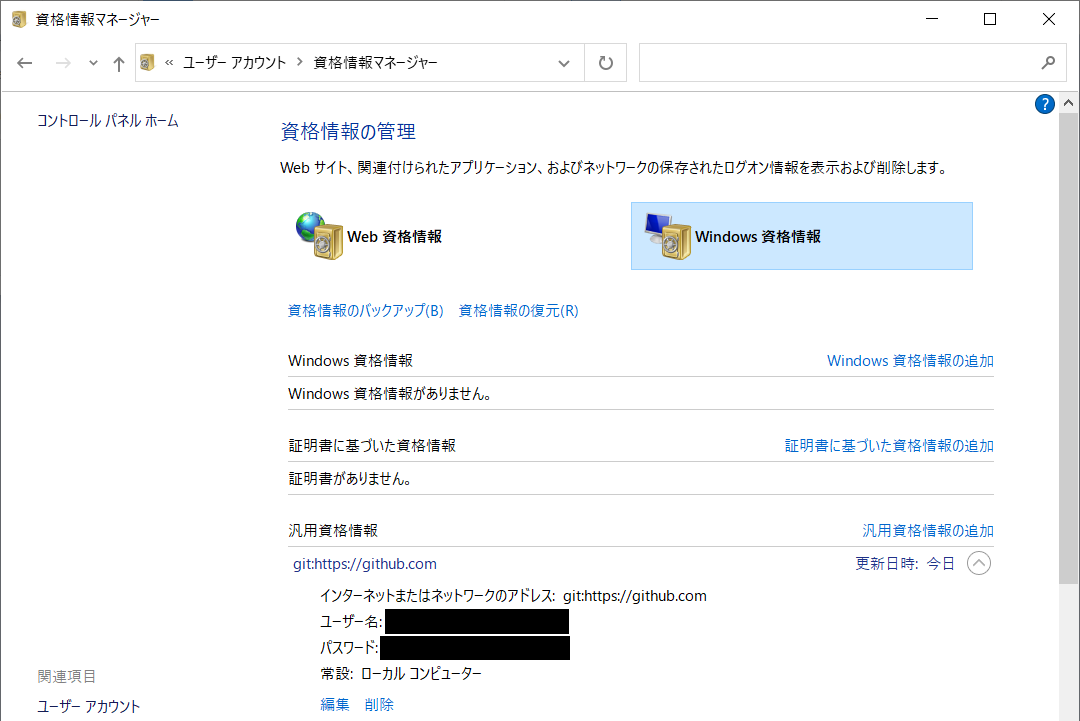 資格情報マネージャー
« ユーザー アカウント > 資格情報マネージャー
?
コントロール パネル ホーム
資格情報の管理
Web サイト、関連付けられたアプリケーション、およびネットワークの保存されたログオン情報を表示および削除します。
Web 資格情報
Windows 資格情報
資格情報のバックアップ(B) 資格情報の復元(R)
Windows 資格情報 Windows 資格情報の追加
Windows 資格情報がありません。
証明書に基づいた資格情報 証明書に基づいた資格情報の追加
証明書がありません。
汎用資格情報 汎用資格情報の追加
git:https://github.com 更新日時: 今日
インターネットまたはネットワークのアドレス: git:https://github.com
ユーザー名:
パスワード:
常設: ローカル コンピューター
編集 削除
関連項目
ユーザー アカウント